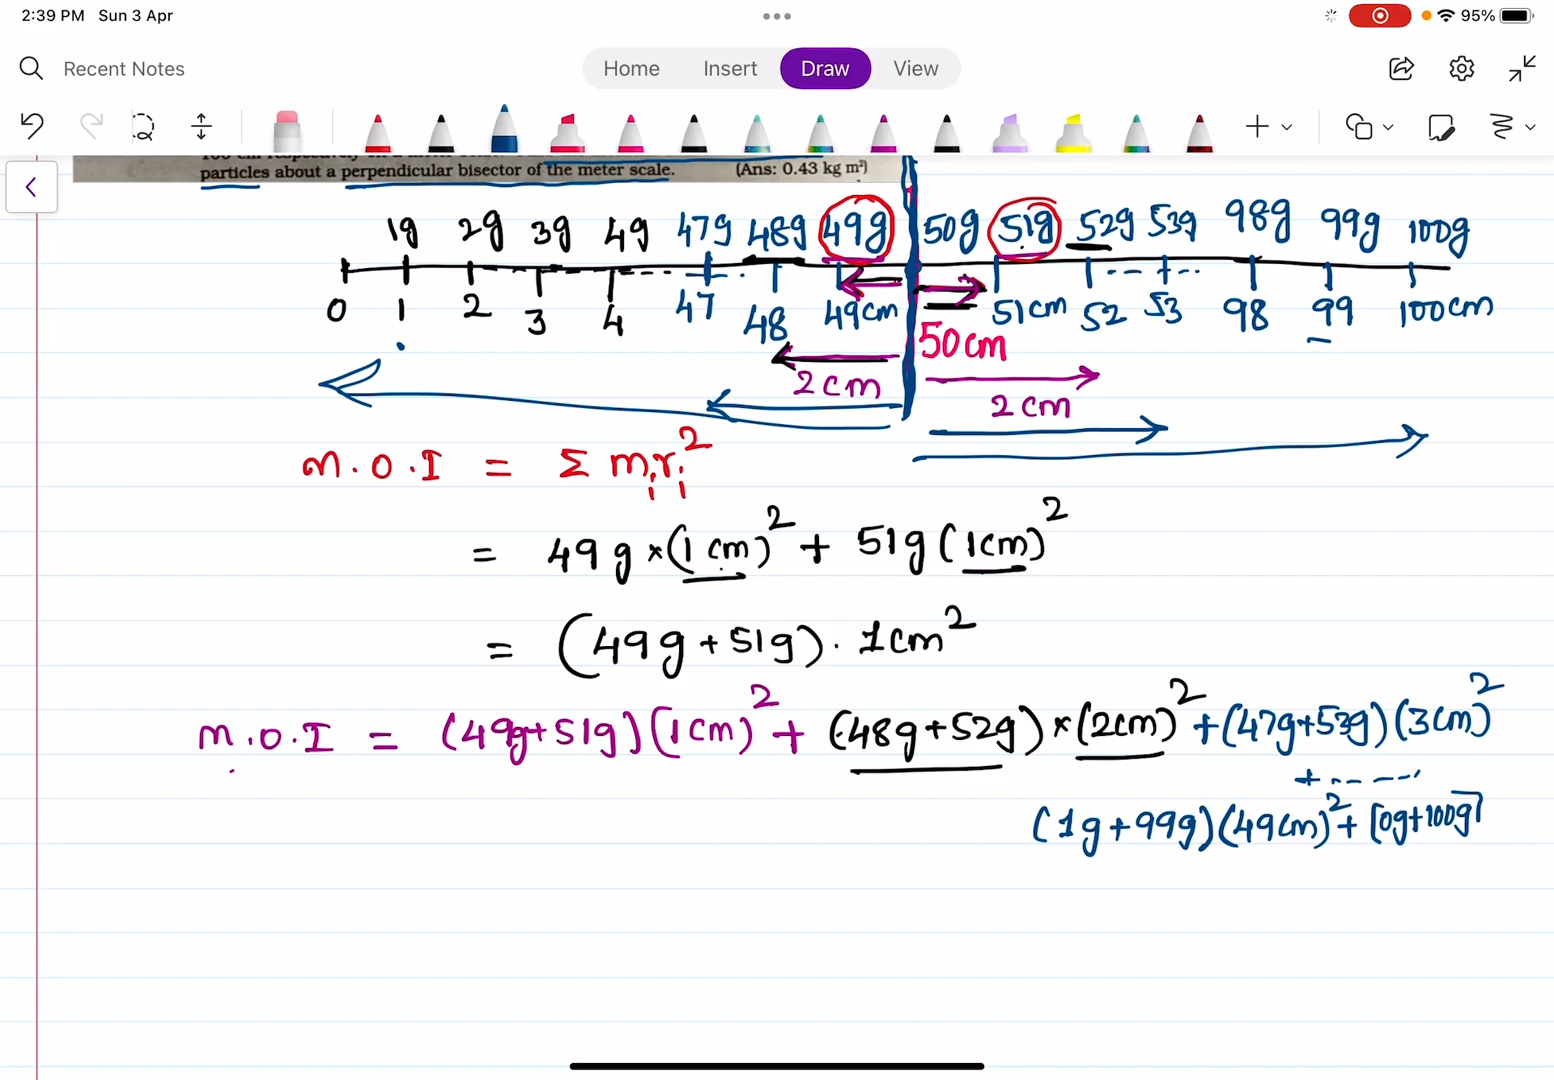 2:39 PM Sun 3 Apr
95%
Recent Notes
Home Insert Draw View
particles about a perpendicular bisector of the meter scale. (Ans: 0.43 kg m²)
1g 2g 3g 4g 47g 48g 49g 50g 51g 52g 53g 98g 99g 100g
0 1 2 3 4 47 48 49cm 51cm 52 53 98 99 100cm
50cm
2cm 2cm
M.O.I = Σ mᵢrᵢ²
= 49g×(1cm)² + 51g(1cm)²
= (49g+51g).1cm²
M.O.I = (49g+51g)(1cm)² + (48g+52g)×(2cm)² +(47g+53g)(3cm)²
+ - - - -
(1g+99g)(49cm)² + [0g+100g]